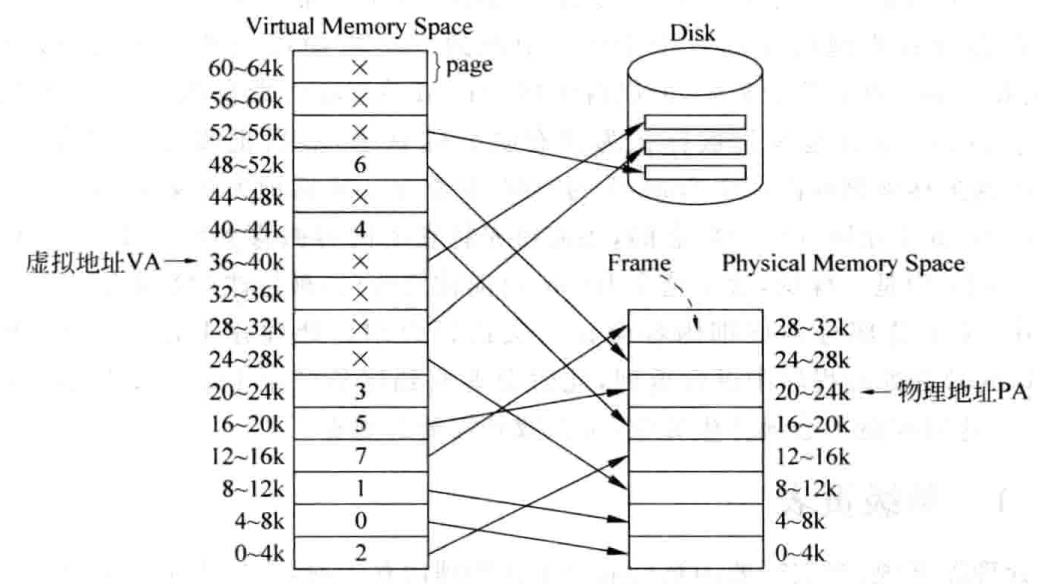 Virtual Memory Space
60~64k ×
page
56~60k ×
52~56k ×
48~52k 6
44~48k ×
40~44k 4
虚拟地址VA
36~40k ×
32~36k ×
28~32k ×
24~28k ×
20~24k 3
16~20k 5
12~16k 7
8~12k 1
4~8k 0
0~4k 2
Disk
Frame
Physical Memory Space
28~32k
24~28k
20~24k
物理地址PA
16~20k
12~16k
8~12k
4~8k
0~4k